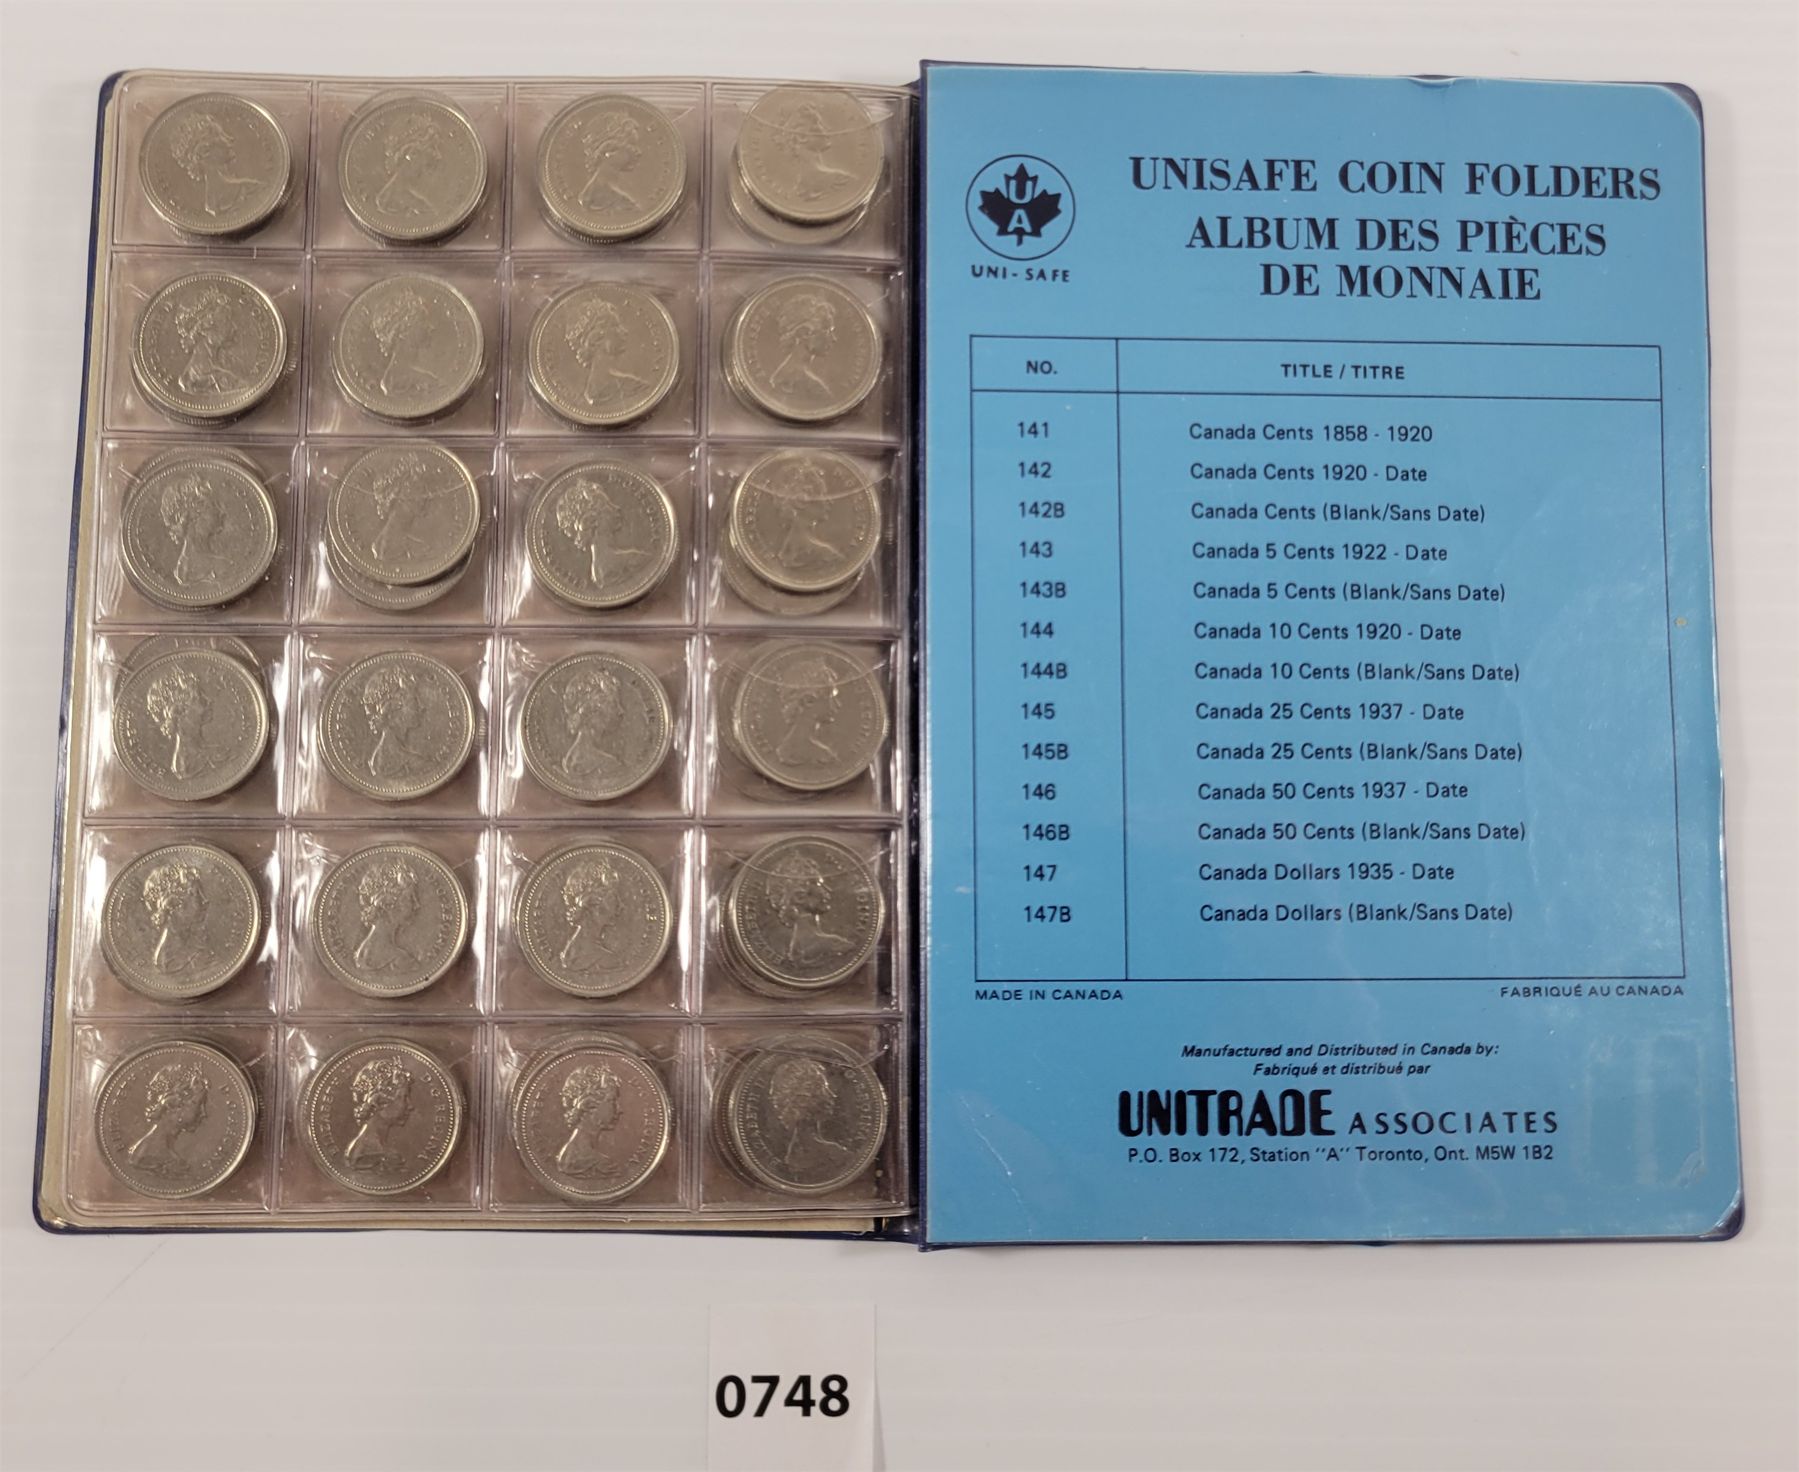 UNISAFE COIN FOLDERS
ALBUM DES PIÈCES
DE MONNAIE
U
A
UNI-SAFE
NO. TITLE / TITRE
141 Canada Cents 1858 - 1920
142 Canada Cents 1920 - Date
142B Canada Cents (Blank/Sans Date)
143 Canada 5 Cents 1922 - Date
143B Canada 5 Cents (Blank/Sans Date)
144 Canada 10 Cents 1920 - Date
144B Canada 10 Cents (Blank/Sans Date)
145 Canada 25 Cents 1937 - Date
145B Canada 25 Cents (Blank/Sans Date)
146 Canada 50 Cents 1937 - Date
146B Canada 50 Cents (Blank/Sans Date)
147 Canada Dollars 1935 - Date
147B Canada Dollars (Blank/Sans Date)
MADE IN CANADA FABRIQUÉ AU CANADA
Manufactured and Distributed in Canada by:
Fabriqué et distribué par
UNITRADE ASSOCIATES
P.O. Box 172, Station "A" Toronto, Ont. M5W 1B2
0748